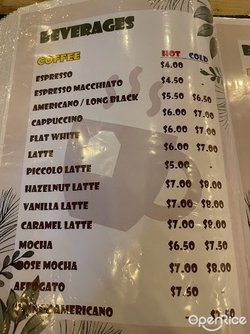 BEVERAGES
COFFEE HOT COLD
ESPRESSO $4.00
ESPRESSO MACCHIATO $4.50 -
AMERICANO / LONG BLACK $5.50 $6.50
CAPPUCCINO $6.00 $7.00
FLAT WHITE $6.00 $7.00
LATTE $6.00 $7.00
PICCOLO LATTE $5.00 -
HAZELNUT LATTE $7.00 $8.00
VANILLA LATTE $7.00 $8.00
CARAMEL LATTE $7.00 $8.00
MOCHA $6.50 $7.50
ROSE MOCHA $7.00 $8.00
AFFOGATO $7.50
AMERICANO -
OpenRice